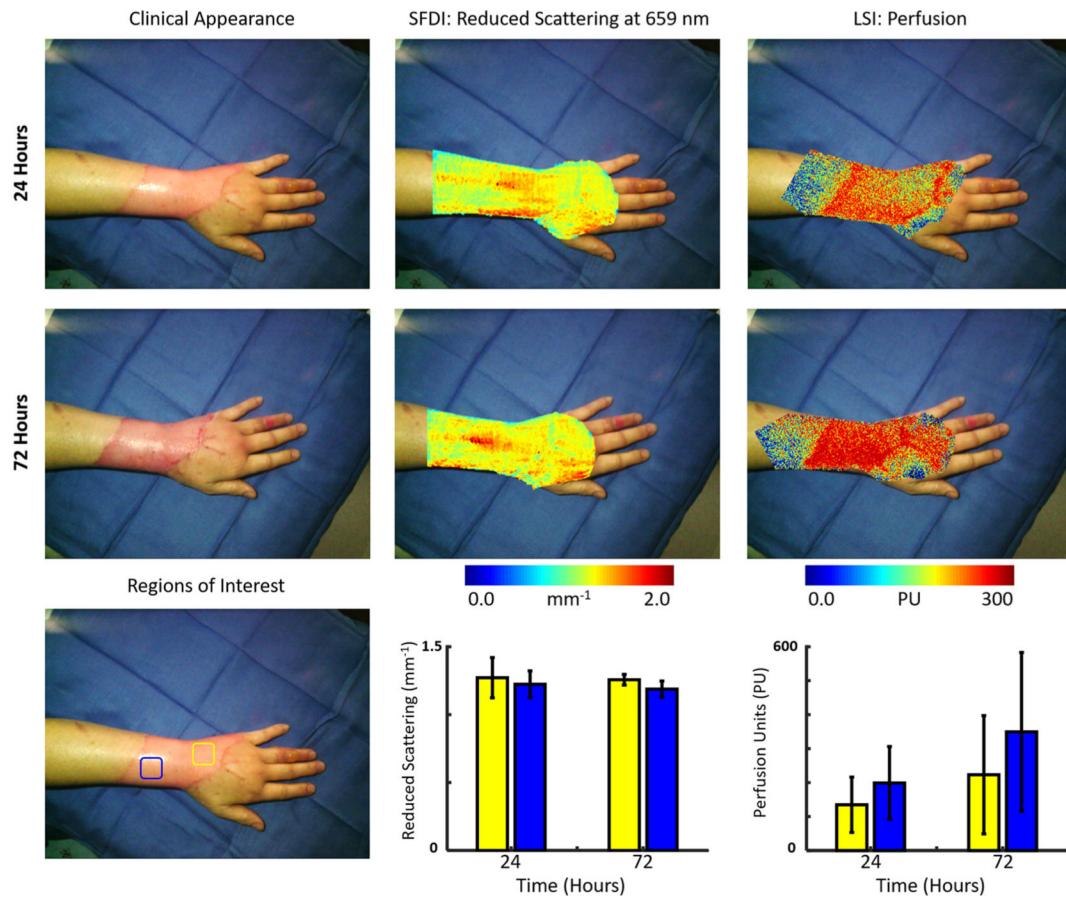 Clinical Appearance
SFDI: Reduced Scattering at 659 nm
LSI: Perfusion
24 Hours
72 Hours
Regions of Interest
0.0 mm⁻¹ 2.0
0.0 PU 300
Reduced Scattering (mm⁻¹)
1.5
0
24 72
Time (Hours)
Perfusion Units (PU)
600
0
24 72
Time (Hours)